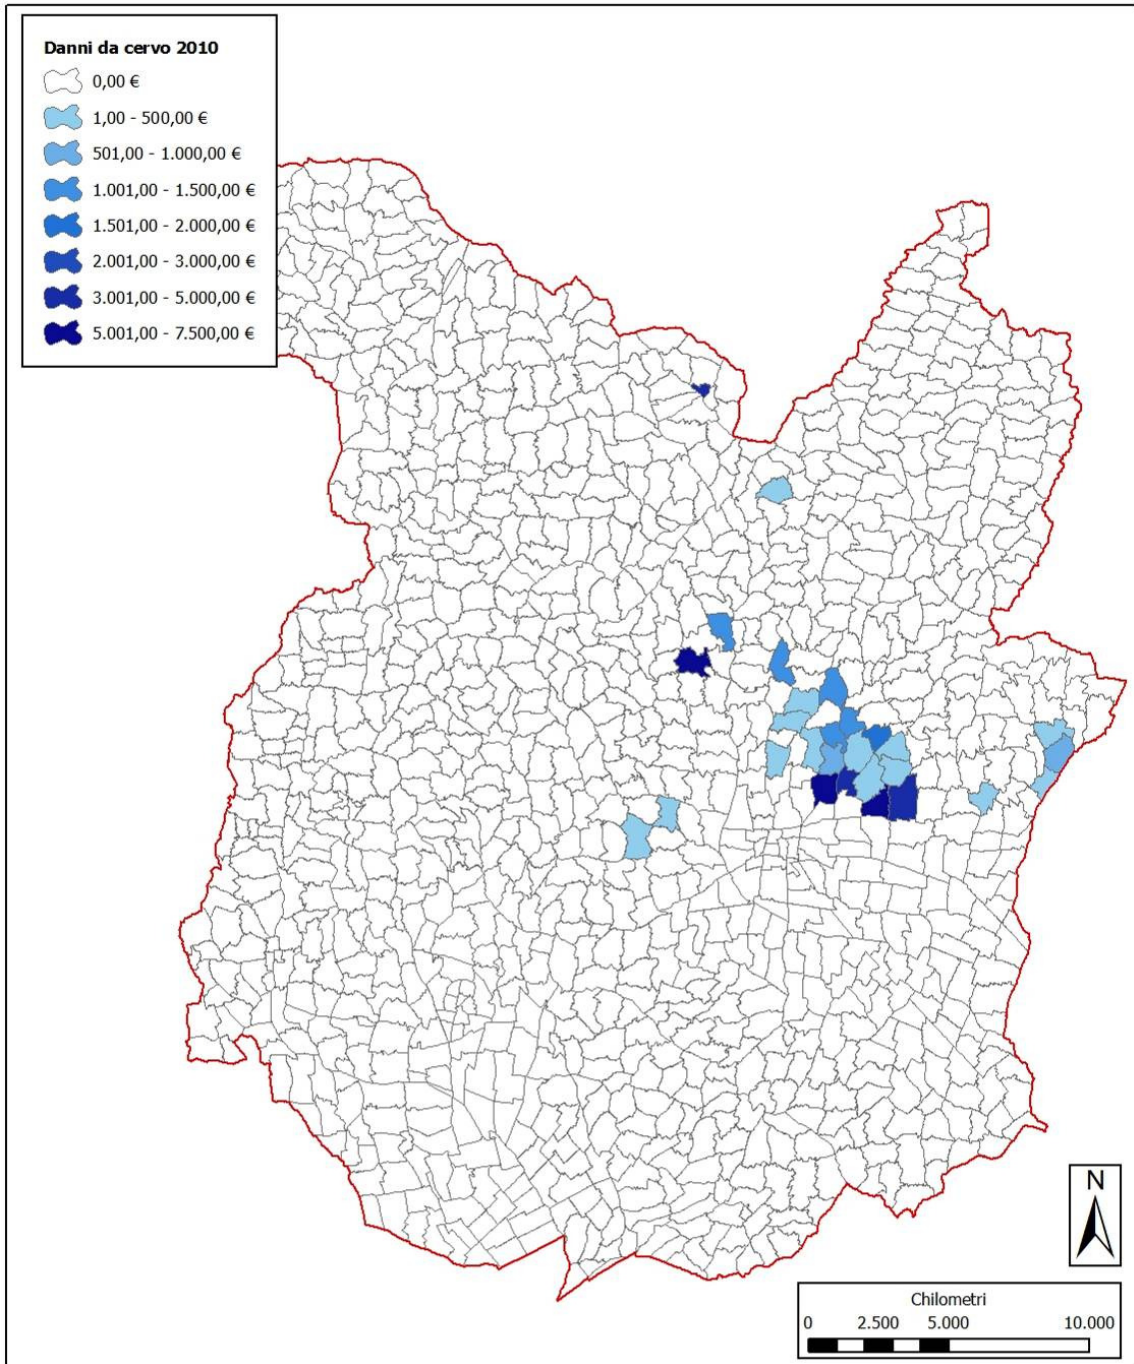 Danni da cervo 2010
0,00 €
1,00 - 500,00 €
501,00 - 1.000,00 €
1.001,00 - 1.500,00 €
1.501,00 - 2.000,00 €
2.001,00 - 3.000,00 €
3.001,00 - 5.000,00 €
5.001,00 - 7.500,00 €
N
Chilometri
0 2.500 5.000 10.000